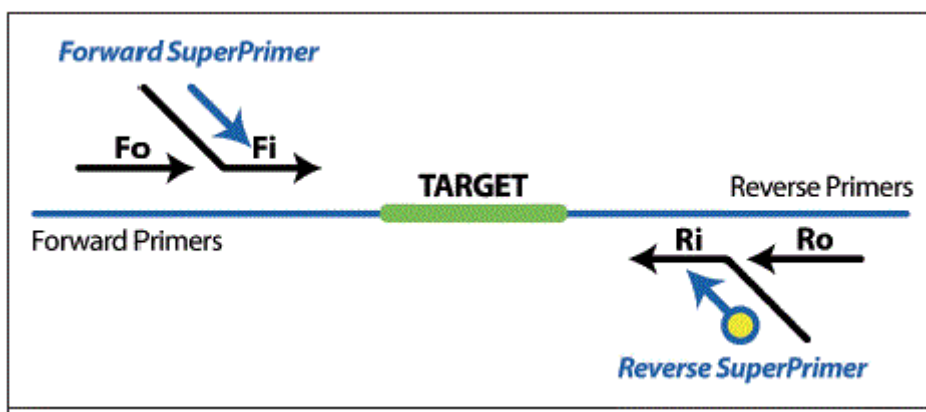 Forward SuperPrimer
Fo
Fi
TARGET
Reverse Primers
Forward Primers
Ri
Ro
Reverse SuperPrimer